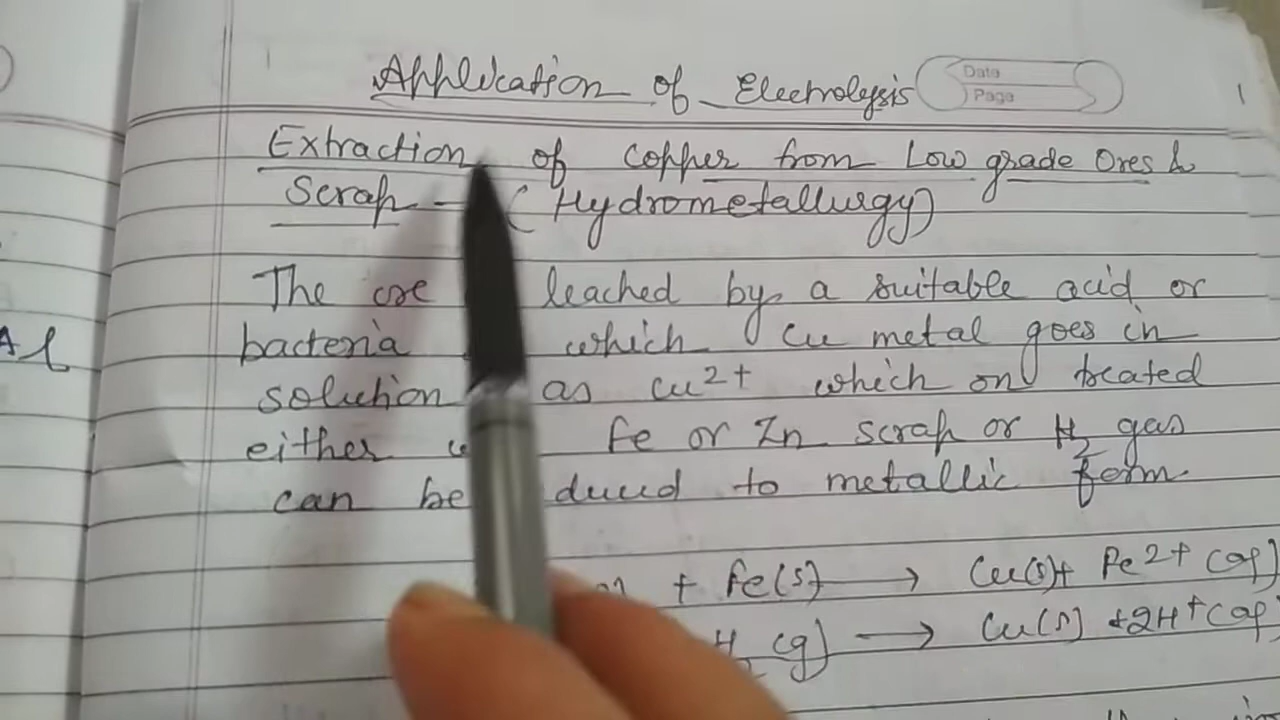 Application of Electrolysis
Date
Page
1
Extraction of copper from Low grade Ores &
Scrap - (Hydrometallurgy)
The ore leached by a suitable acid or
bacteria which Cu metal goes in
solution as Cu²⁺ which on treated
either Fe or Zn scrap or H₂ gas
can be duced to metallic form
+ Fe(s) ⟶ Cu(s) + Fe²⁺ (aq)
H₂ (g) ⟶ Cu(s) + 2H⁺ (aq)
Al